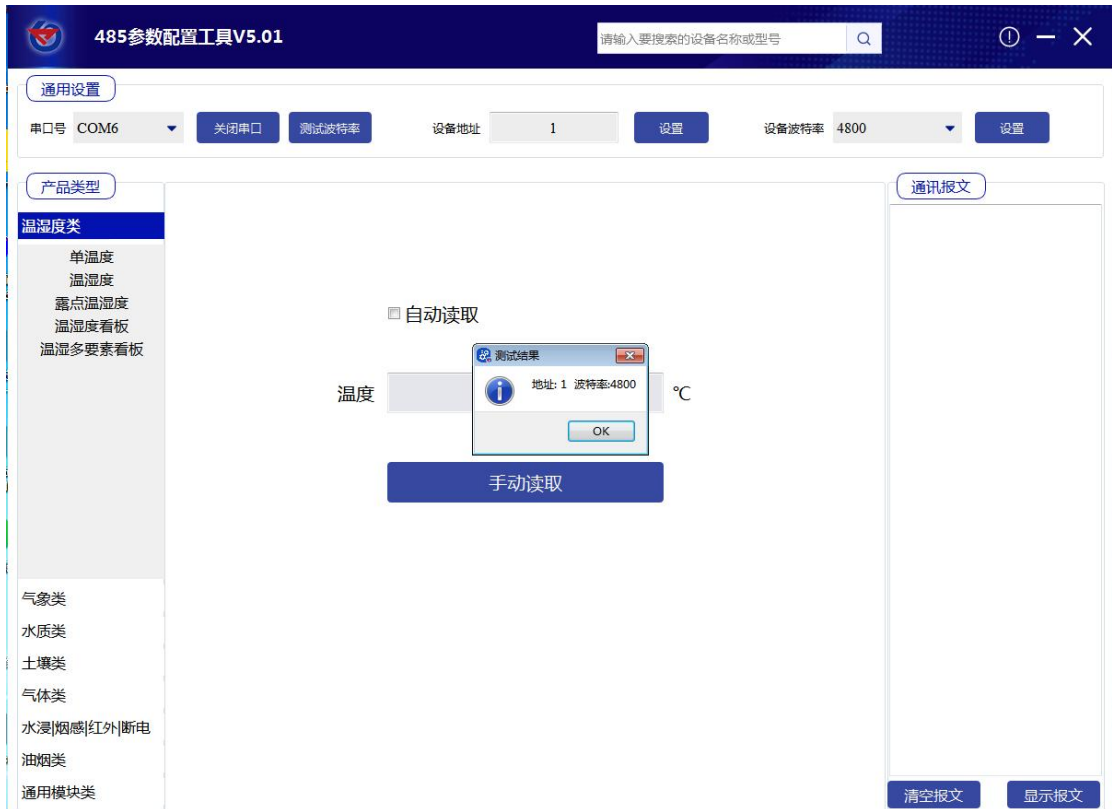 485参数配置工具V5.01
请输入要搜索的设备名称或型号
通用设置
串口号 COM6 关闭串口 测试波特率 设备地址 1 设置 设备波特率 4800 设置
产品类型
通讯报文
温湿度类
单温度
温湿度
露点温湿度
温湿度看板
温湿多要素看板
自动读取
测试结果
地址: 1 波特率:4800
OK
温度 ℃
手动读取
气象类
水质类
土壤类
气体类
水浸|烟感|红外|断电
油烟类
通用模块类
清空报文 显示报文